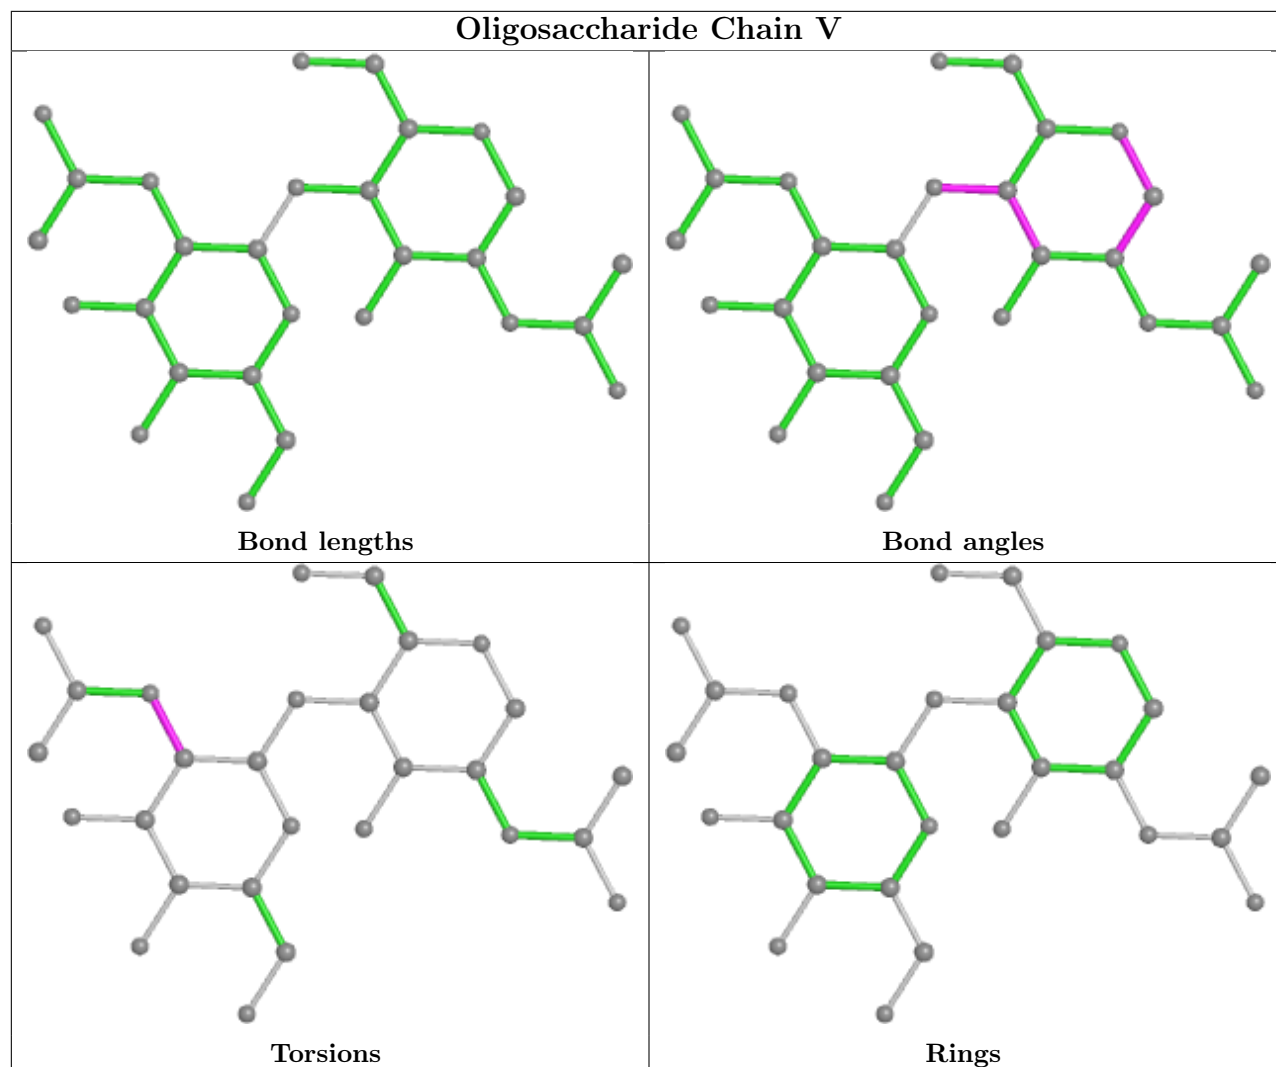 Oligosaccharide Chain V
Bond lengths
Bond angles
Torsions
Rings